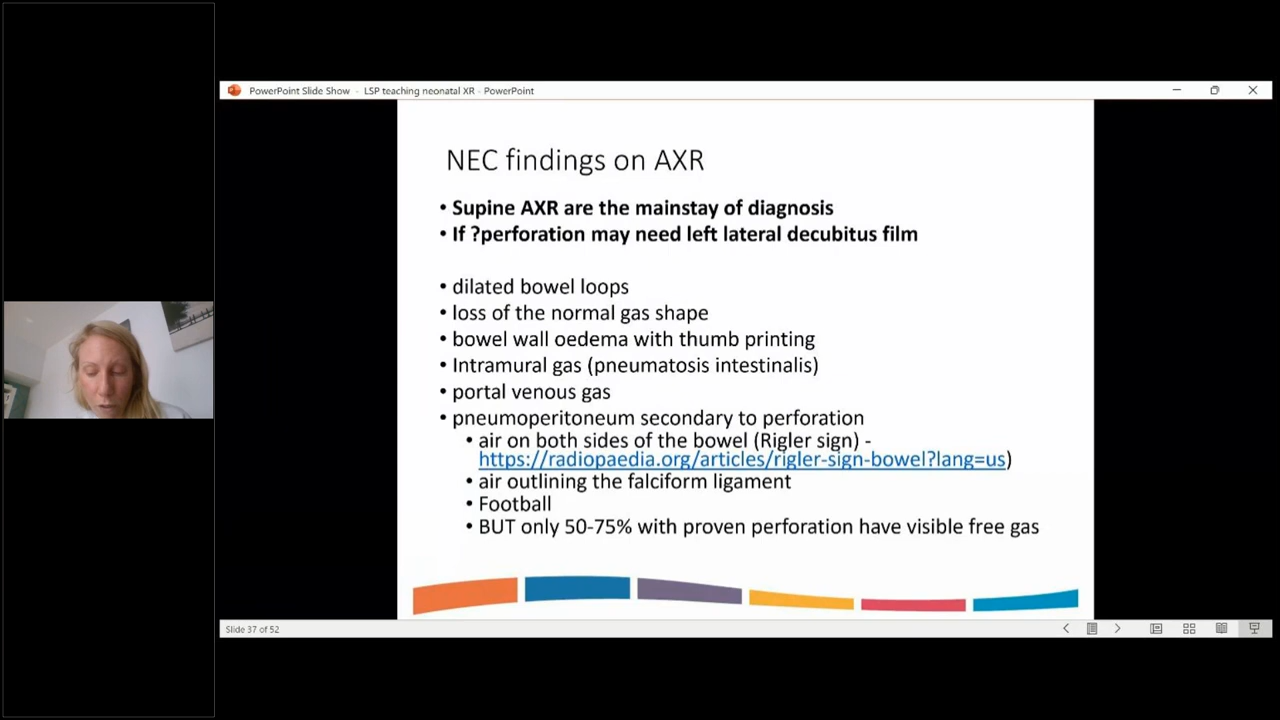 PowerPoint Slide Show - LSP teaching neonatal XR - PowerPoint
NEC findings on AXR
• Supine AXR are the mainstay of diagnosis
• If ?perforation may need left lateral decubitus film
• dilated bowel loops
• loss of the normal gas shape
• bowel wall oedema with thumb printing
• Intramural gas (pneumatosis intestinalis)
• portal venous gas
• pneumoperitoneum secondary to perforation
• air on both sides of the bowel (Rigler sign) -
https://radiopaedia.org/articles/rigler-sign-bowel?lang=us)
• air outlining the falciform ligament
• Football
• BUT only 50-75% with proven perforation have visible free gas
Slide 37 of 52